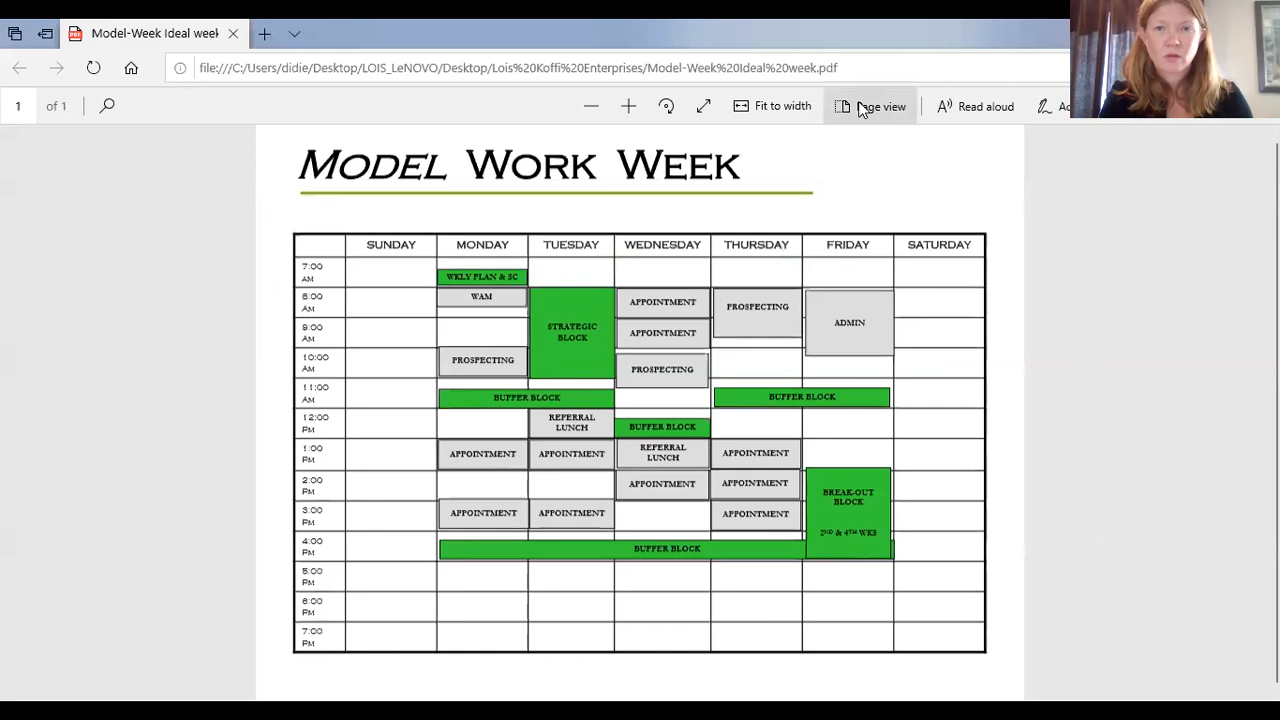 Model-Week Ideal week
file:///C:/Users/didie/Desktop/LOIS_LeNOVO/Desktop/Lois%20Koffi%20Enterprises/Model-Week%20Ideal%20week.pdf
1 of 1 Fit to width Page view Read aloud
MODEL WORK WEEK
SUNDAY MONDAY TUESDAY WEDNESDAY THURSDAY FRIDAY SATURDAY
7:00
AM
WKLY PLAN & 3C
8:00
AM
WAM
APPOINTMENT
PROSPECTING
9:00
AM
STRATEGIC
BLOCK
APPOINTMENT
ADMIN
10:00
AM
PROSPECTING
PROSPECTING
11:00
AM
BUFFER BLOCK
BUFFER BLOCK
12:00
PM
REFERRAL
LUNCH
BUFFER BLOCK
1:00
PM
APPOINTMENT
APPOINTMENT
REFERRAL
LUNCH
APPOINTMENT
2:00
PM
APPOINTMENT
APPOINTMENT
BREAK-OUT
BLOCK
2ND & 4TH WKS
3:00
PM
APPOINTMENT
APPOINTMENT
APPOINTMENT
4:00
PM
BUFFER BLOCK
5:00
PM
6:00
PM
7:00
PM